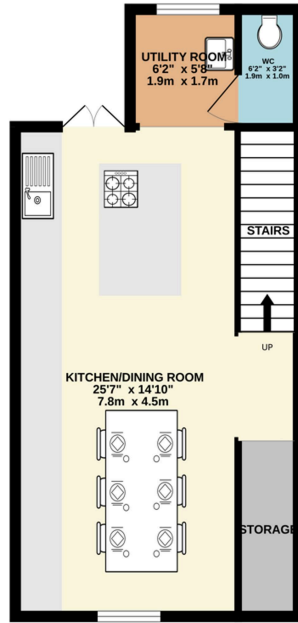 UTILITY ROOM
6'2" x 5'8"
1.9m x 1.7m
WC
6'2" x 3'2"
1.9m x 1.0m
STAIRS
UP
KITCHEN/DINING ROOM
25'7" x 14'10"
7.8m x 4.5m
STORAGE